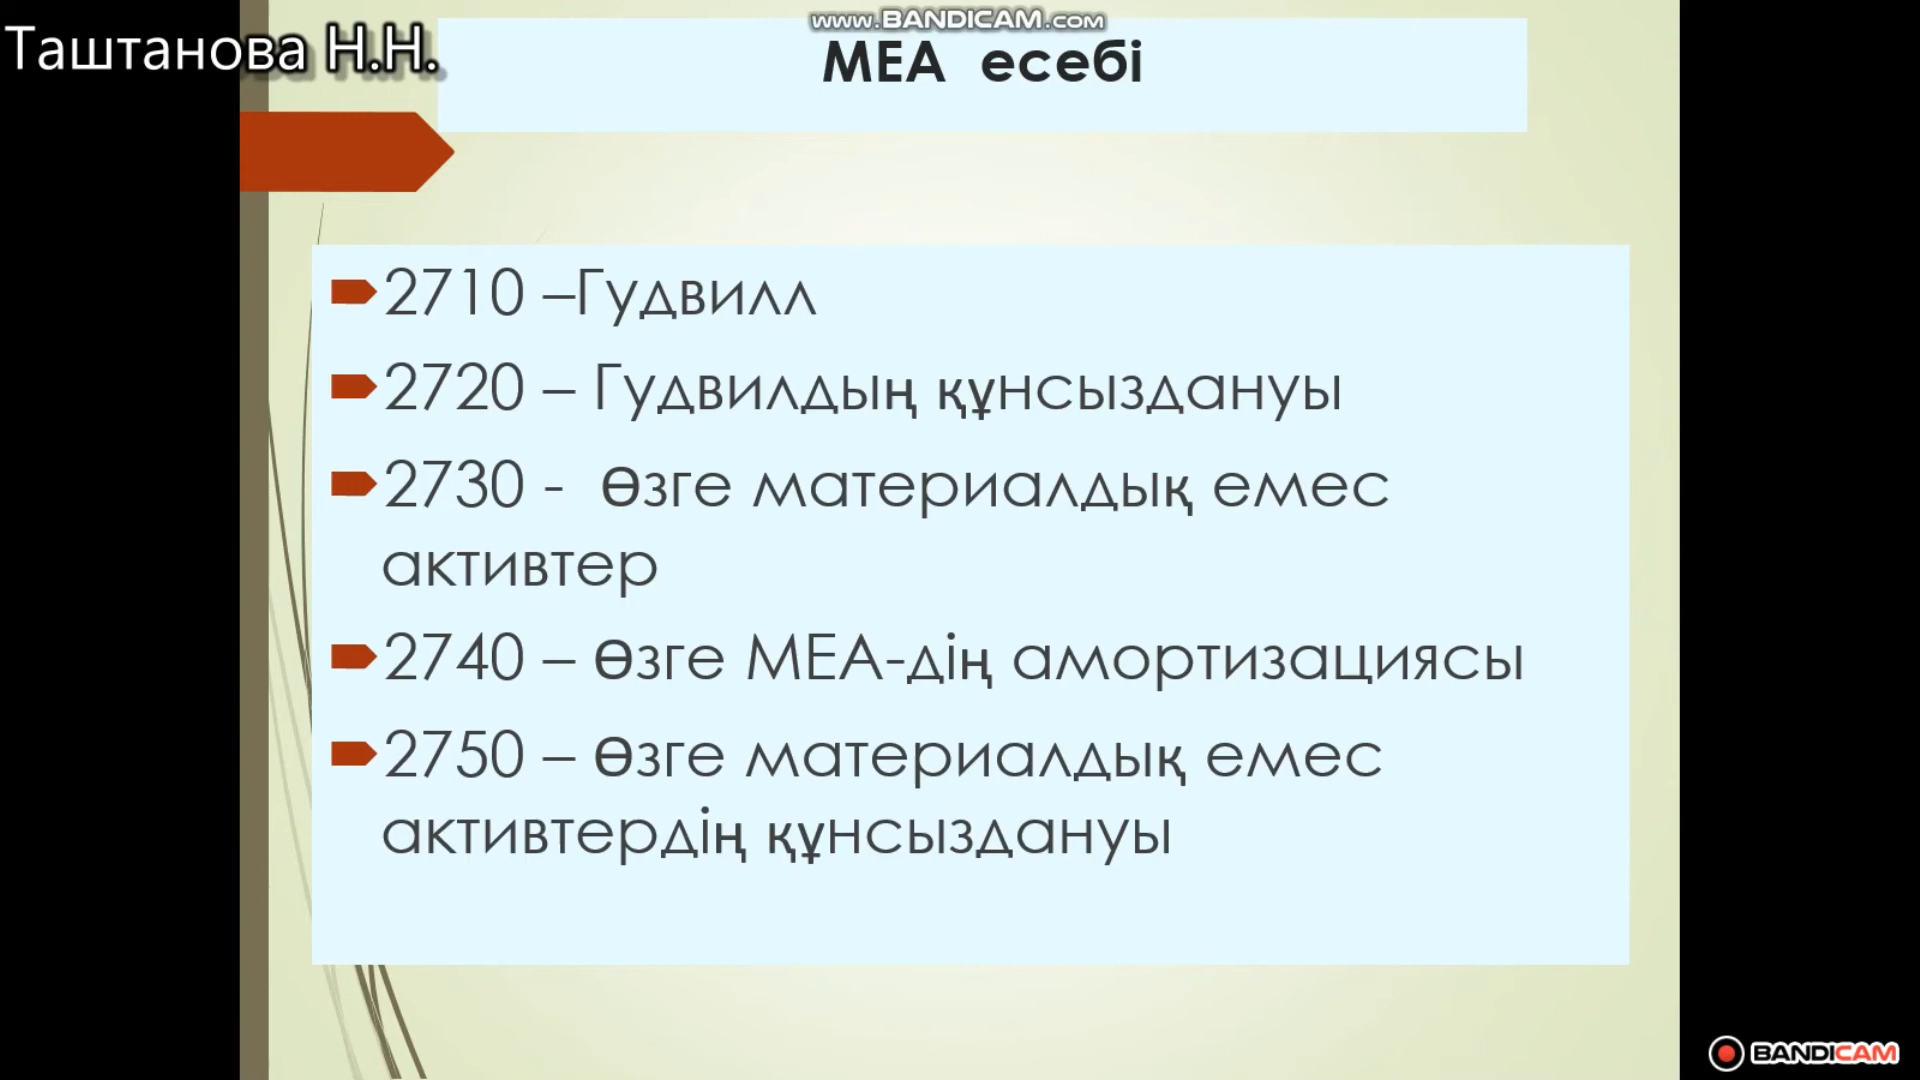 www.BANDICAM.com
Таштанова Н.Н.
МЕА есебі
2710 –Гудвилл
2720 – Гудвилдың құнсыздануы
2730 - Өзге материалдық емес
активтер
2740 – Өзге МЕА-дің амортизациясы
2750 – Өзге материалдық емес
активтердің құнсыздануы
BANDICAM